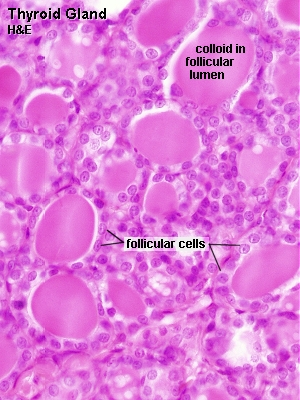 Thyroid Gland
H&E
colloid in
follicular
lumen
follicular cells